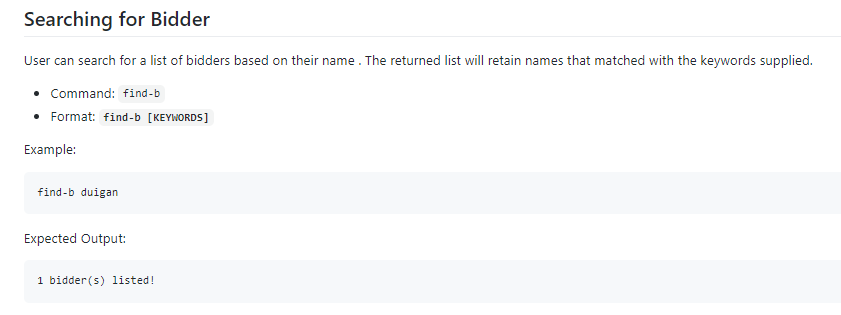 Searching for Bidder
User can search for a list of bidders based on their name . The returned list will retain names that matched with the keywords supplied.
• Command: find-b
• Format: find-b [KEYWORDS]
Example:
find-b duigan
Expected Output:
1 bidder(s) listed!